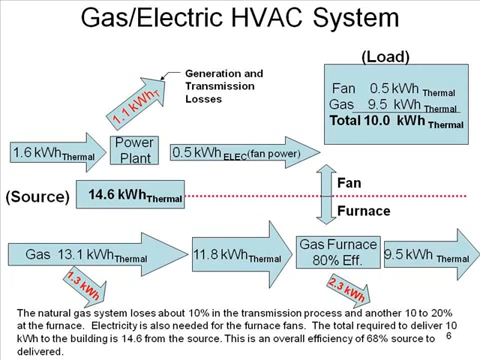 Gas/Electric HVAC System
(Load)
Generation and
Transmission
Losses
1.1 kWhT
Fan 0.5 kWh Thermal
Gas 9.5 kWh Thermal
Total 10.0 kWh Thermal
1.6 kWhThermal
Power
Plant
0.5 kWh ELEC (fan power)
(Source)
14.6 kWhThermal
Fan
Furnace
Gas 13.1 kWhThermal
11.8 kWhThermal
Gas Furnace
80% Eff.
9.5 kWhThermal
1.3 kWh
2.3 kWh
The natural gas system loses about 10% in the transmission process and another 10 to 20%
at the furnace. Electricity is also needed for the furnace fans. The total required to deliver 10
kWh to the building is 14.6 from the source. This is an overall efficiency of 68% source to
delivered.
6